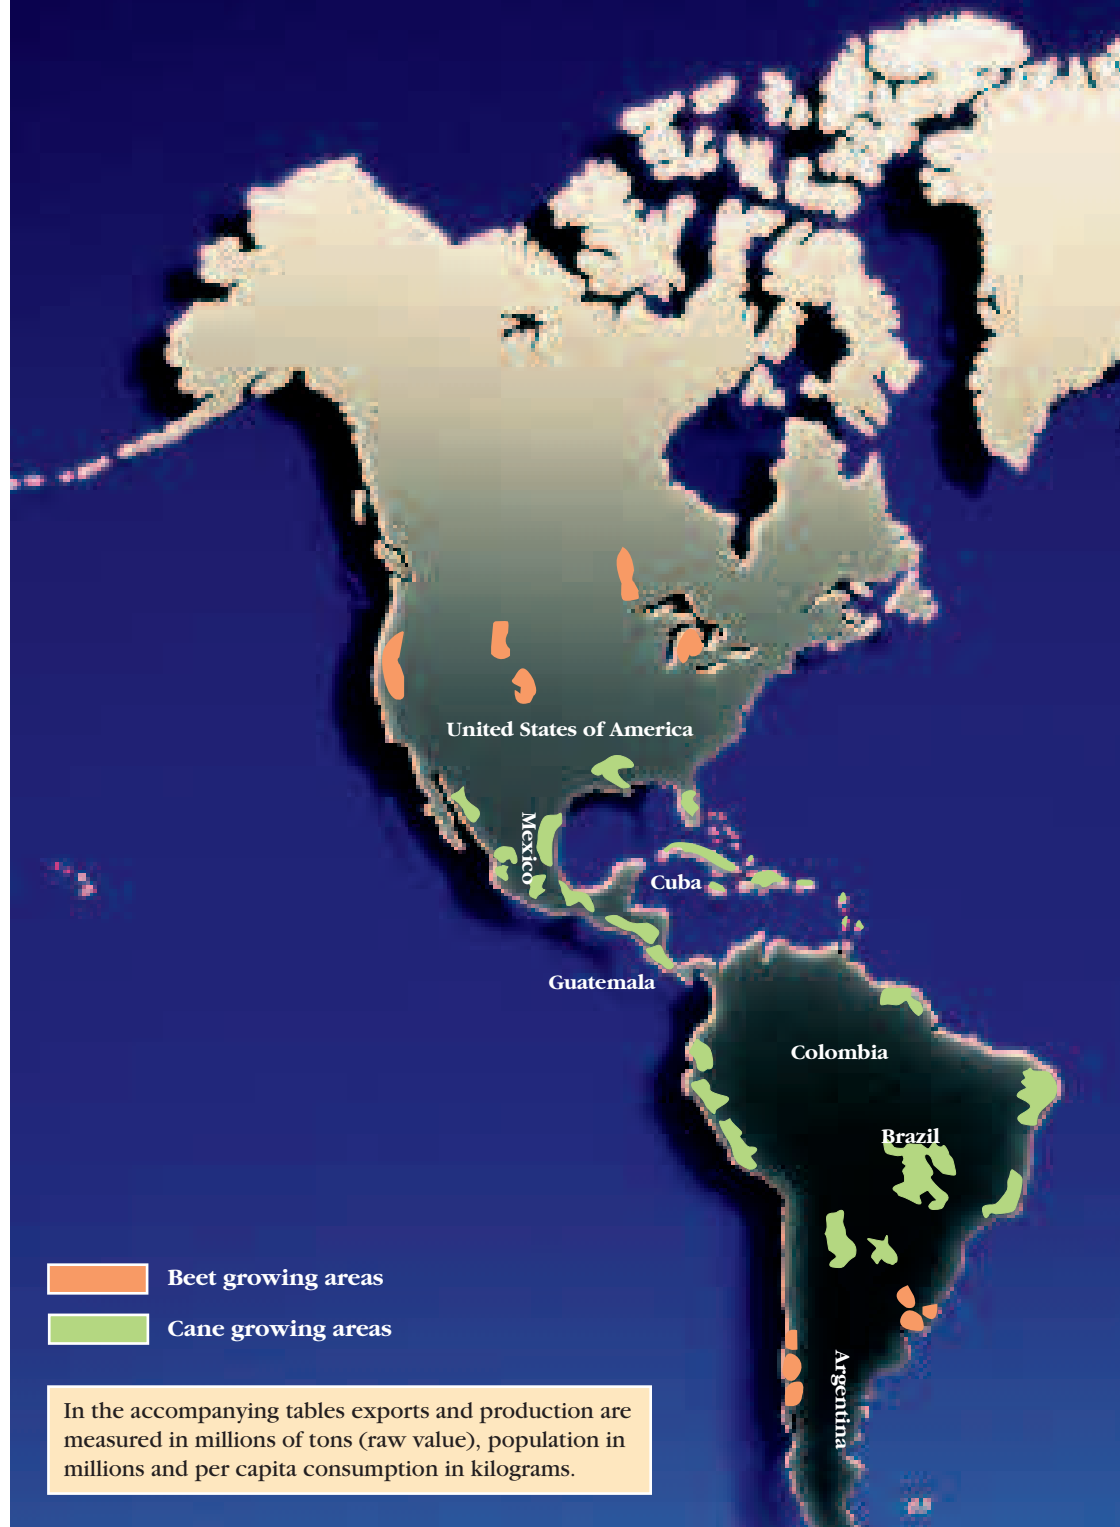 United States of America
Mexico
Cuba
Guatemala
Colombia
Brazil
Beet growing areas
Cane growing areas
Argentina
In the accompanying tables exports and production are
measured in millions of tons (raw value), population in
millions and per capita consumption in kilograms.